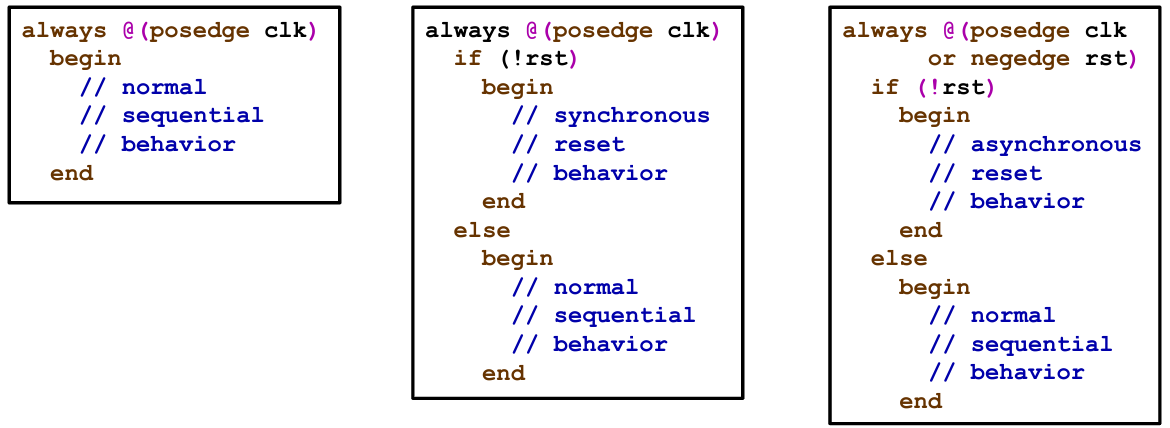 always @(posedge clk)
  begin
    // normal
    // sequential
    // behavior
  end
always @(posedge clk)
  if (!rst)
    begin
      // synchronous
      // reset
      // behavior
    end
  else
    begin
      // normal
      // sequential
      // behavior
    end
always @(posedge clk
      or negedge rst)
  if (!rst)
    begin
      // asynchronous
      // reset
      // behavior
    end
  else
    begin
      // normal
      // sequential
      // behavior
    end